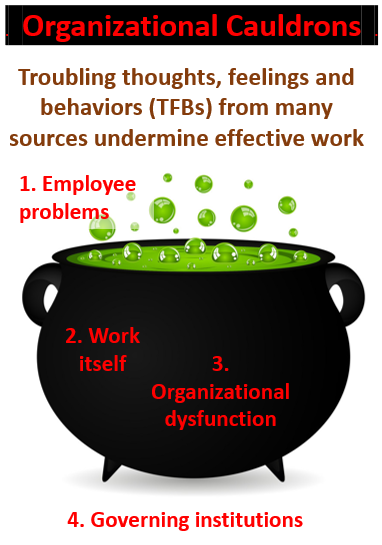 Organizational Cauldrons
Troubling thoughts, feelings and
behaviors (TFBs) from many
sources undermine effective work
1. Employee
problems
2. Work
itself
3.
Organizational
dysfunction
4. Governing institutions